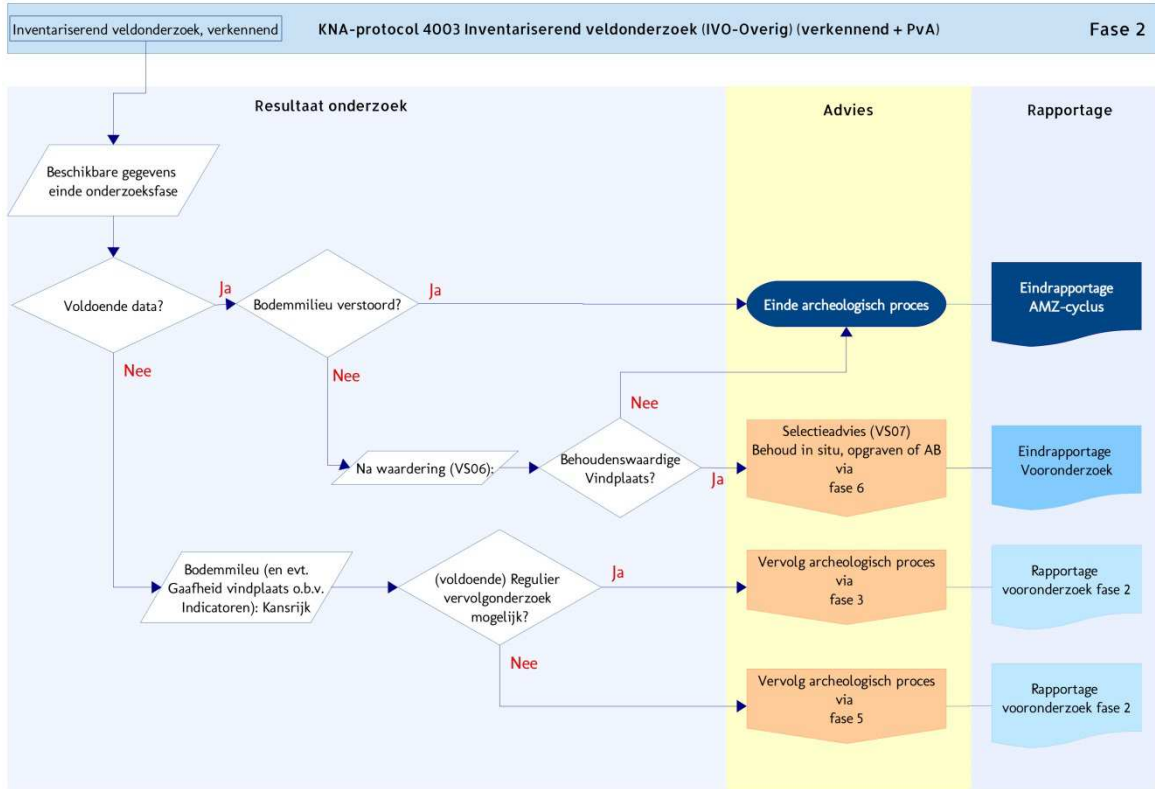 Inventariserend veldonderzoek, verkennend
KNA-protocol 4003 Inventariserend veldonderzoek (IVO-Overig) (verkennend + PvA)
Fase 2
Resultaat onderzoek
Advies
Rapportage
Beschikbare gegevens
einde onderzoeksfase
Voldoende data?
Ja
Bodemmilieu verstoord?
Ja
Einde archeologisch proces
Eindrapportage
AMZ-cyclus
Nee
Nee
Nee
Na waardering (VS06):
Behoudenswaardige
Vindplaats?
Ja
Selectieadvies (VS07)
Behoud in situ, opgraven of AB
via
fase 6
Eindrapportage
Vooronderzoek
Bodemmileu (en evt.
Gaafheid vindplaats o.b.v.
Indicatoren): Kansrijk
(voldoende) Regulier
vervolgonderzoek
mogelijk?
Ja
Vervolg archeologisch proces
via
fase 3
Rapportage
vooronderzoek fase 2
Nee
Vervolg archeologisch proces
via
fase 5
Rapportage
vooronderzoek fase 2